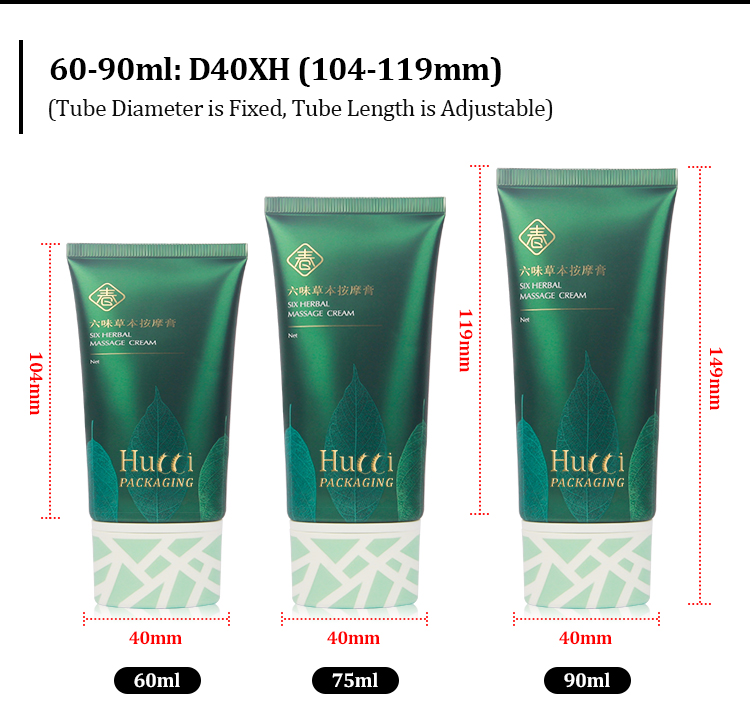 60-90ml: D40XH (104-119mm)
(Tube Diameter is Fixed, Tube Length is Adjustable)
春
六味草本按摩膏
SIX HERBAL
MASSAGE CREAM
Net
Hucci
PACKAGING
104mm
40mm
60ml
春
六味草本按摩膏
SIX HERBAL
MASSAGE CREAM
Net
Hucci
PACKAGING
40mm
75ml
春
六味草本按摩膏
SIX HERBAL
MASSAGE CREAM
Net
Hucci
PACKAGING
119mm
149mm
40mm
90ml